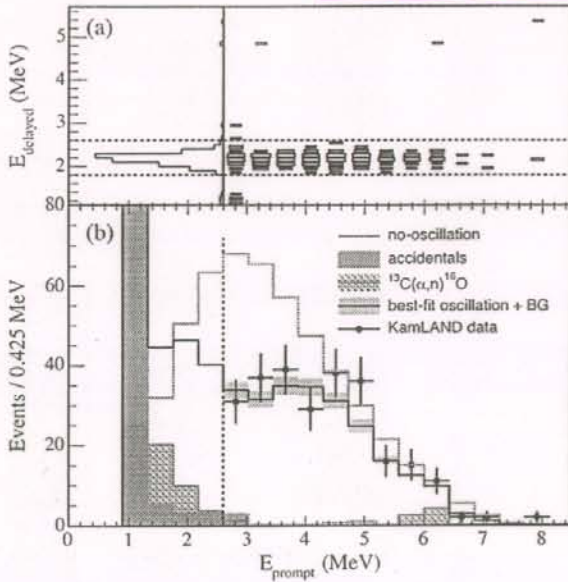 (a)
5
4
3
2
E_delayed (MeV)
80
60
40
20
0
Events / 0.425 MeV
(b)
no-oscillation
accidentals
¹³C(α,n)¹⁶O
best-fit oscillation + BG
KamLAND data
0 1 2 3 4 5 6 7 8
E_prompt (MeV)